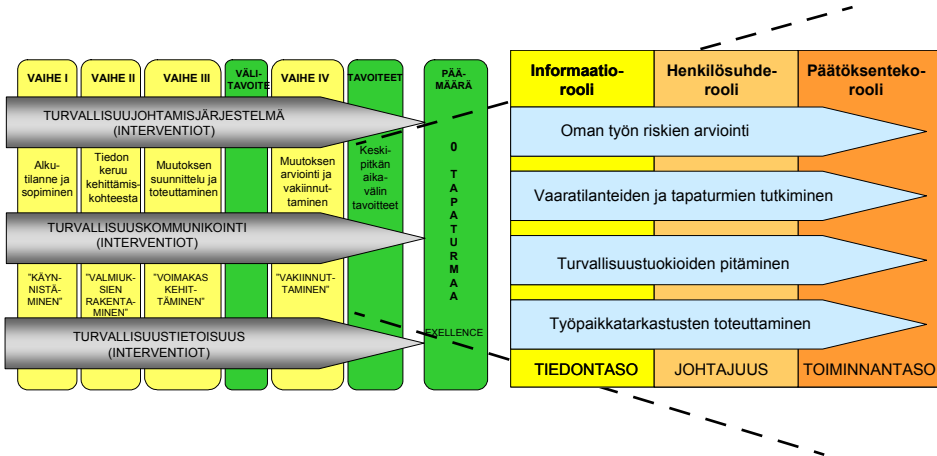 VAIHE I
VAIHE II
VAIHE III
VÄLI-
TAVOITE
VAIHE IV
TAVOITEET
PÄÄ-
MÄÄRÄ
TURVALLISUUJOHTAMISJÄRJESTELMÄ
(INTERVENTIOT)
Alku-
tilanne ja
sopiminen
Tiedon
keruu
kehittämis-
kohteesta
Muutoksen
suunnittelu ja
toteuttaminen
Muutoksen
arviointi ja
vakiinnut-
taminen
Keski-
pitkän
aika-
välin
tavoitteet
0
T
A
P
A
T
U
R
M
A
A
TURVALLISUUSKOMMUNIKOINTI
(INTERVENTIOT)
"KÄYN-
NISTÄ-
MINEN"
"VALMIUK-
SIEN
RAKENTA-
MINEN"
"VOIMAKAS
KEHIT-
TÄMINEN"
"VAKIINNUT-
TAMINEN"
EXELLENCE
TURVALLISUUSTIETOISUUS
(INTERVENTIOT)
Informaatio-
rooli
Henkilösuhde-
rooli
Päätöksenteko-
rooli
Oman työn riskien arviointi
Vaaratilanteiden ja tapaturmien tutkiminen
Turvallisuustuokioiden pitäminen
Työpaikkatarkastusten toteuttaminen
TIEDONTASO
JOHTAJUUS
TOIMINNANTASO